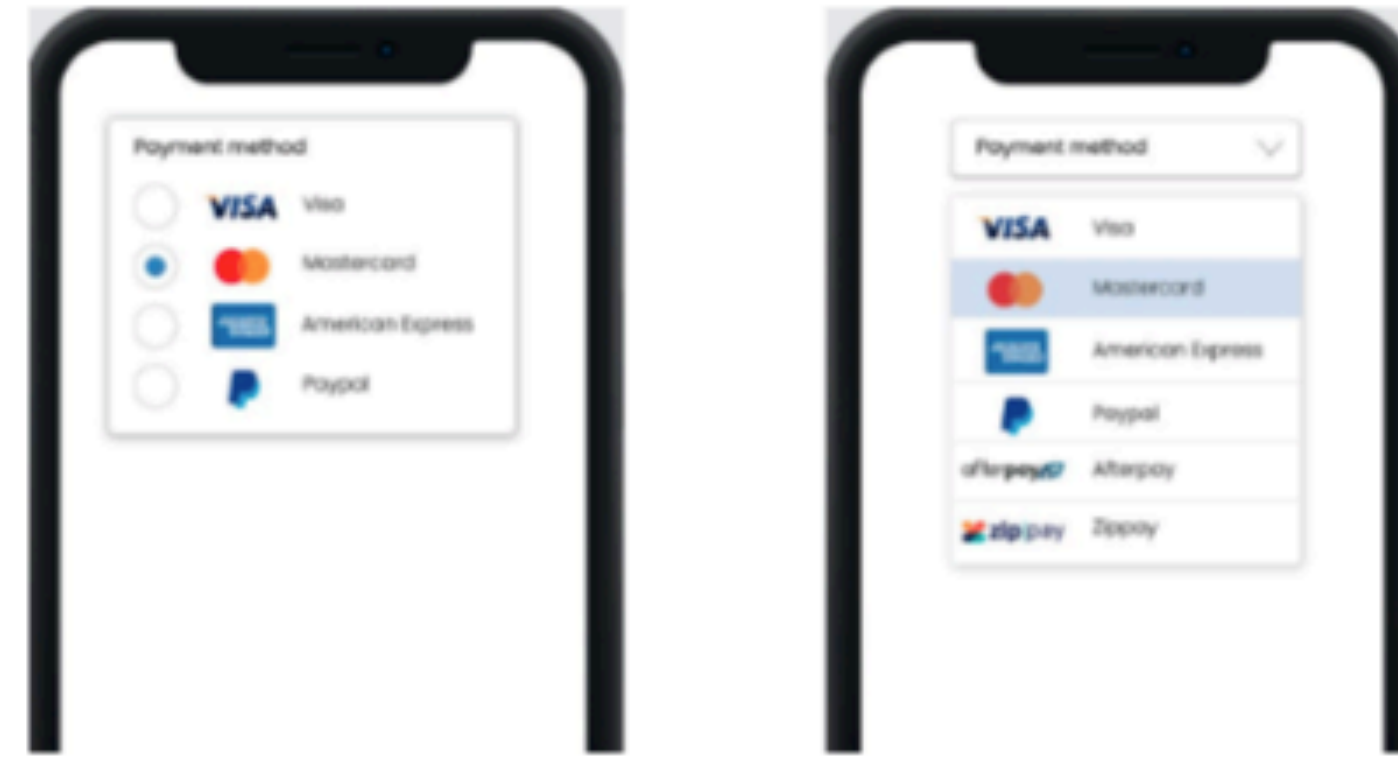 Payment method
VISA Visa
Mastercard
American Express
Paypal
Payment method
VISA Visa
Mastercard
American Express
Paypal
afterpay Afterpay
zip pay Zippay